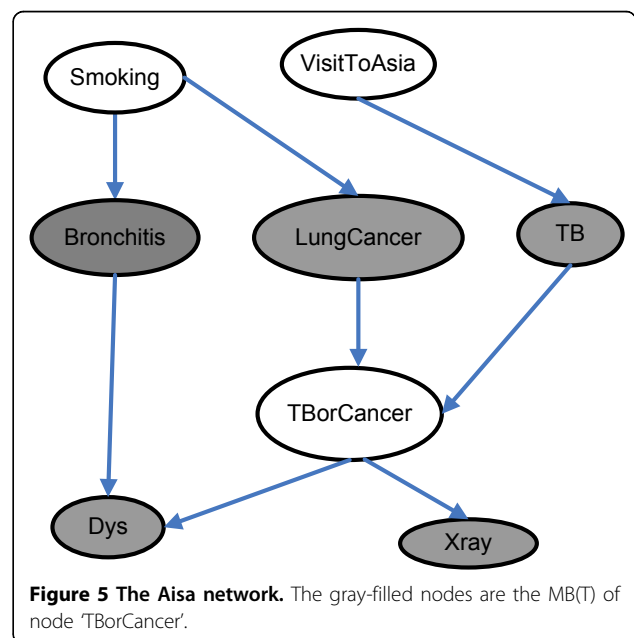 Smoking
VisitToAsia
Bronchitis
LungCancer
TB
TBorCancer
Dys
Xray
Figure 5 The Aisa network. The gray-filled nodes are the MB(T) of
node 'TBorCancer'.